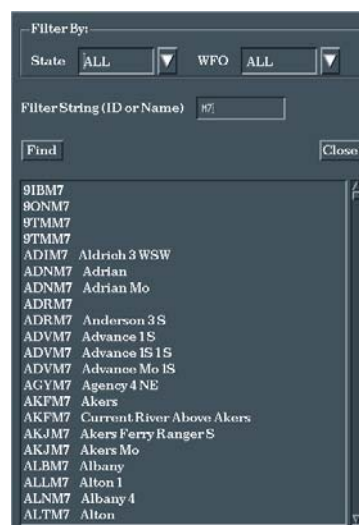 Filter By:
State ALL WFO ALL
Filter String (ID or Name) M7
Find Close
9IBM7
9ONM7
9TMM7
9TMM7
ADIM7 Aldrich 3 WSW
ADNM7 Adrian
ADNM7 Adrian Mo
ADRM7
ADRM7 Anderson 3 S
ADVM7 Advance 1 S
ADVM7 Advance 1S 1 S
ADVM7 Advance Mo 1S
AGYM7 Agency 4 NE
AKFM7 Akers
AKFM7 Current River Above Akers
AKJM7 Akers Ferry Ranger S
AKJM7 Akers Mo
ALBM7 Albany
ALLM7 Alton 1
ALNM7 Albany 4
ALTM7 Alton